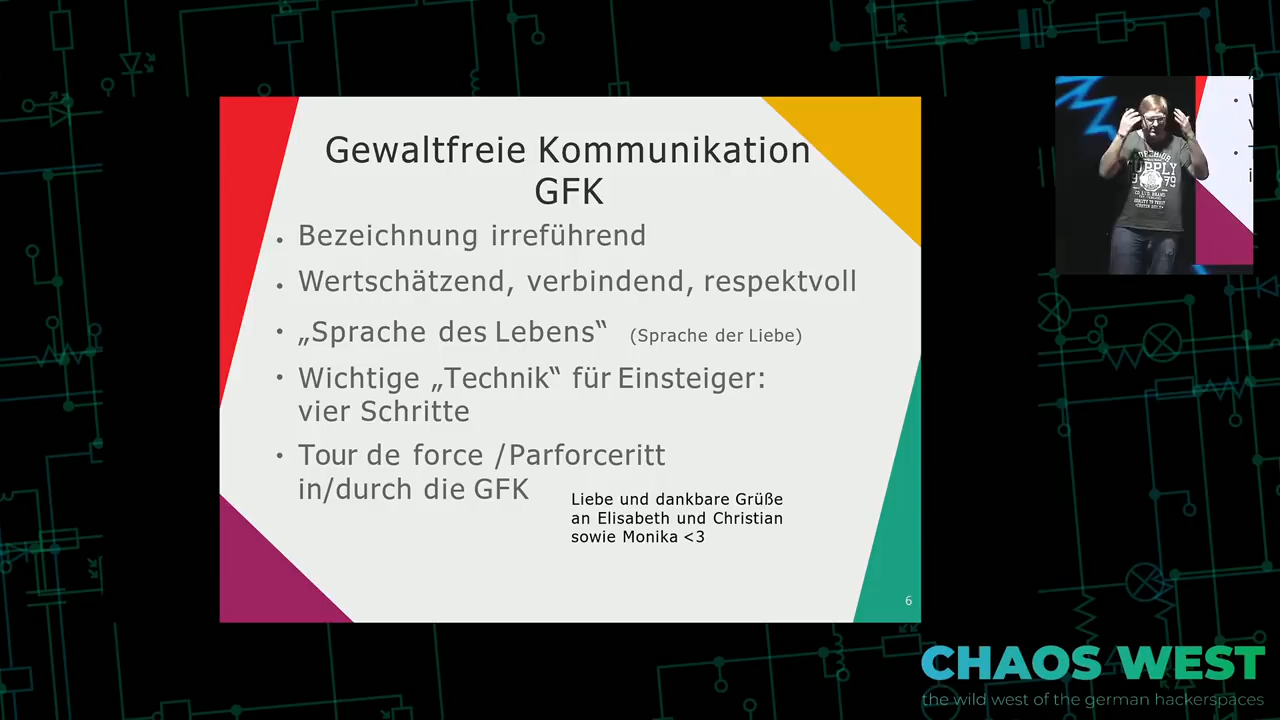 Gewaltfreie Kommunikation
GFK
• Bezeichnung irreführend
• Wertschätzend, verbindend, respektvoll
• „Sprache des Lebens“ (Sprache der Liebe)
• Wichtige „Technik“ für Einsteiger:
vier Schritte
• Tour de force /Parforceritt
in/durch die GFK
Liebe und dankbare Grüße
an Elisabeth und Christian
sowie Monika <3
6
SUPPLY
CHAOS WEST
the wild west of the german hackerspaces